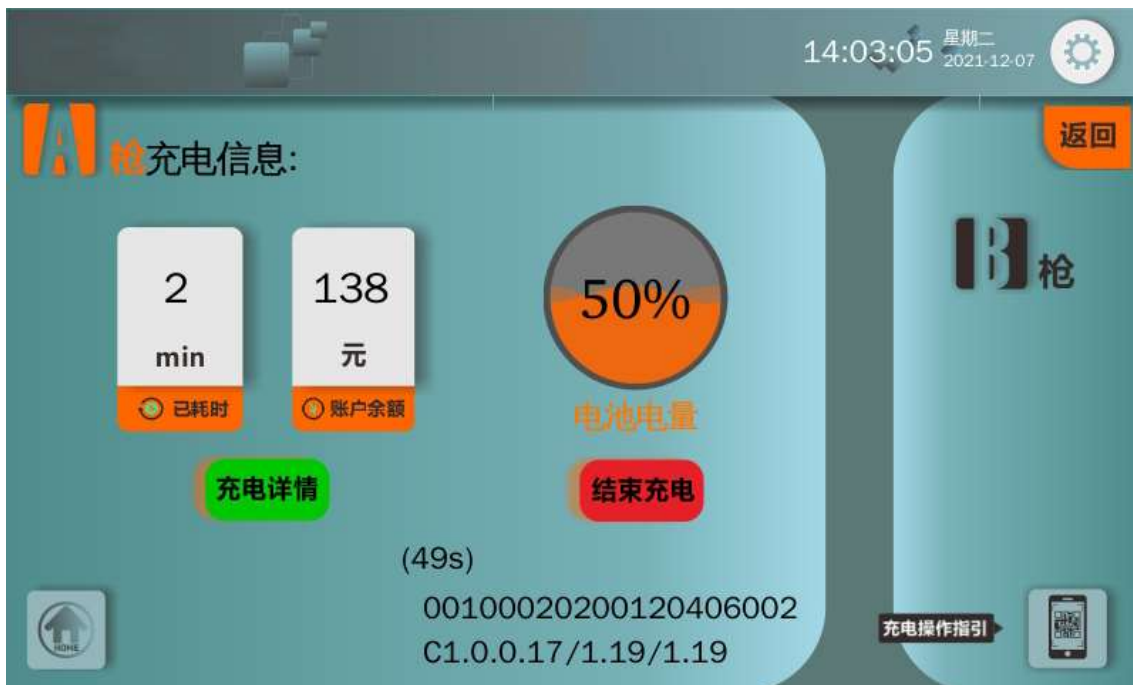 14:03:05
星期二
2021-12-07
返回
A枪充电信息:
2
min
已耗时
138
元
账户余额
50%
电池电量
B枪
充电详情
结束充电
(49s)
00100020200120406002
C1.0.0.17/1.19/1.19
HOME
充电操作指引